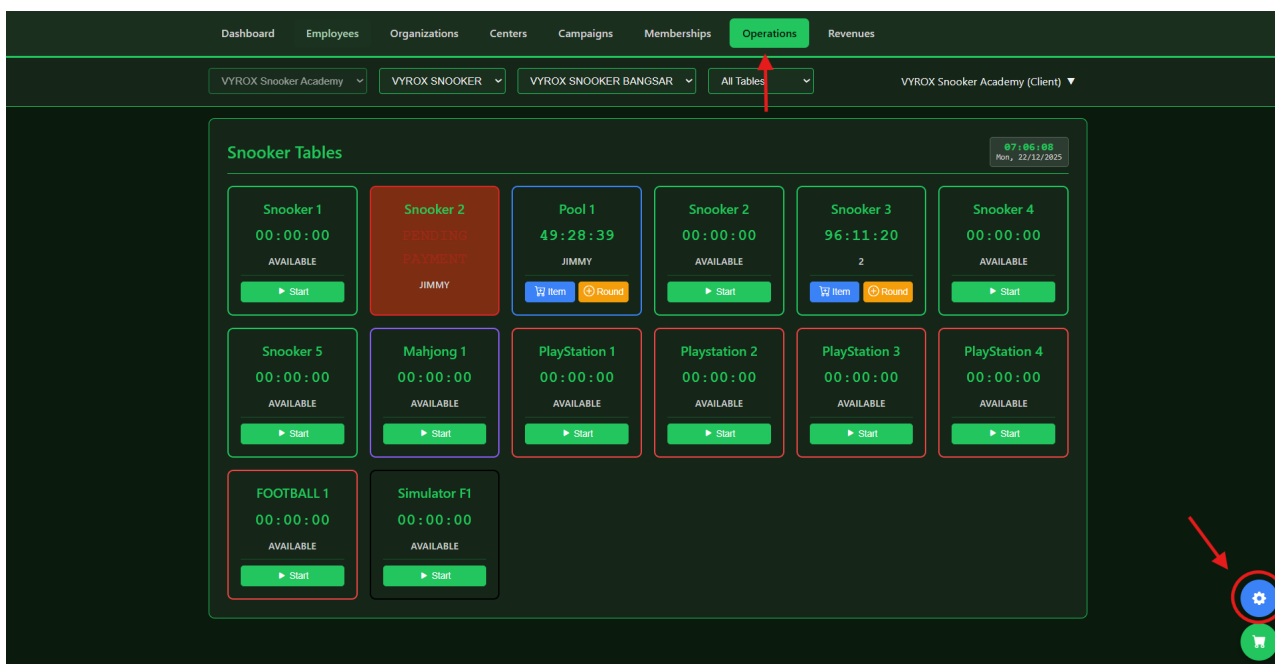 Dashboard Employees Organizations Centers Campaigns Memberships Operations Revenues
VYROX Snooker Academy VYROX SNOOKER VYROX SNOOKER BANGSAR All Tables VYROX Snooker Academy (Client) ▼
Snooker Tables
07:06:08
Mon, 22/12/2025
Snooker 1
00:00:00
AVAILABLE
Start
Snooker 2
PENDING
PAYMENT
JIMMY
Pool 1
49:28:39
JIMMY
Item Round
Snooker 2
00:00:00
AVAILABLE
Start
Snooker 3
96:11:20
2
Item Round
Snooker 4
00:00:00
AVAILABLE
Start
Snooker 5
00:00:00
AVAILABLE
Start
Mahjong 1
00:00:00
AVAILABLE
Start
PlayStation 1
00:00:00
AVAILABLE
Start
Playstation 2
00:00:00
AVAILABLE
Start
PlayStation 3
00:00:00
AVAILABLE
Start
PlayStation 4
00:00:00
AVAILABLE
Start
FOOTBALL 1
00:00:00
AVAILABLE
Start
Simulator F1
00:00:00
AVAILABLE
Start